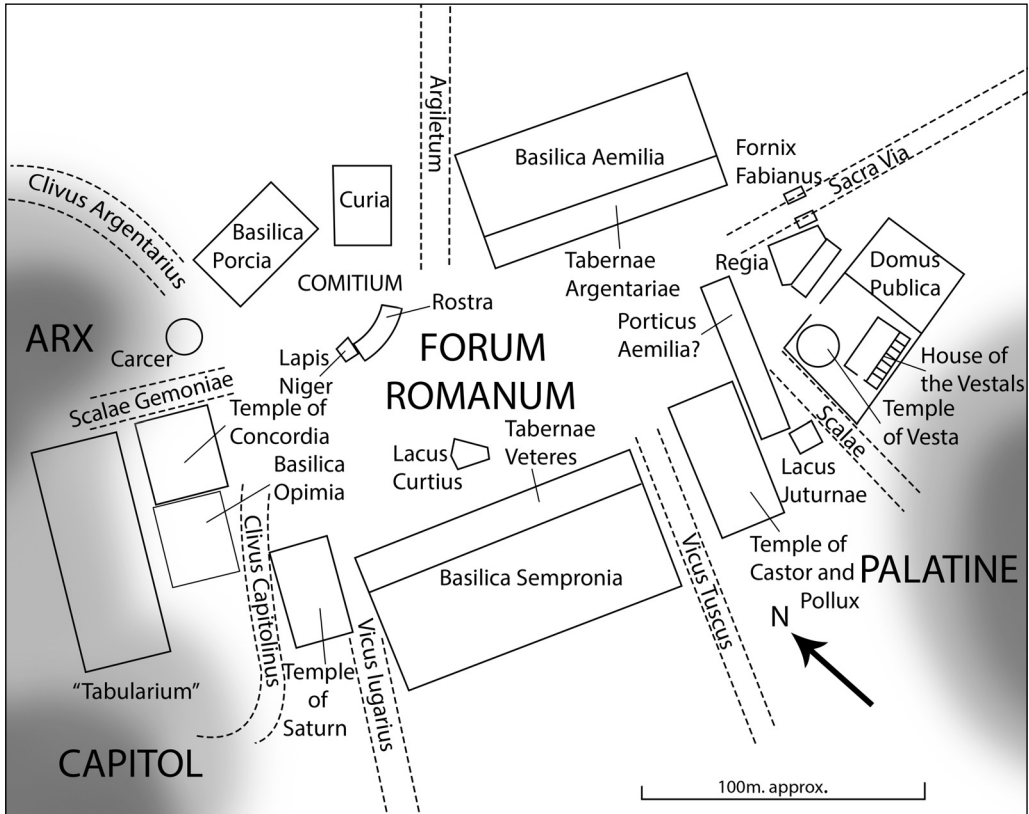 Argiletum
Basilica Aemilia
Fornix
Fabianus
Sacra Via
Clivus Argentarius
Curia
Basilica
Porcia
COMITIUM
Rostra
Tabernae
Argentariae
Regia
Domus
Publica
ARX
Carcer
Lapis
Niger
FORUM
ROMANUM
Porticus
Aemilia?
House of
the Vestals
Scalae Gemoniae
Temple of
Concordia
Basilica
Opimia
Lacus
Curtius
Tabernae
Veteres
Scalae
Temple
of Vesta
Lacus
Juturnae
Clivus Capitolinus
Basilica Sempronia
Vicus Tuscus
Temple of
Castor and
Pollux
PALATINE
N
"Tabularium"
Temple
of
Saturn
Vicus Iugarius
CAPITOL
100m. approx.